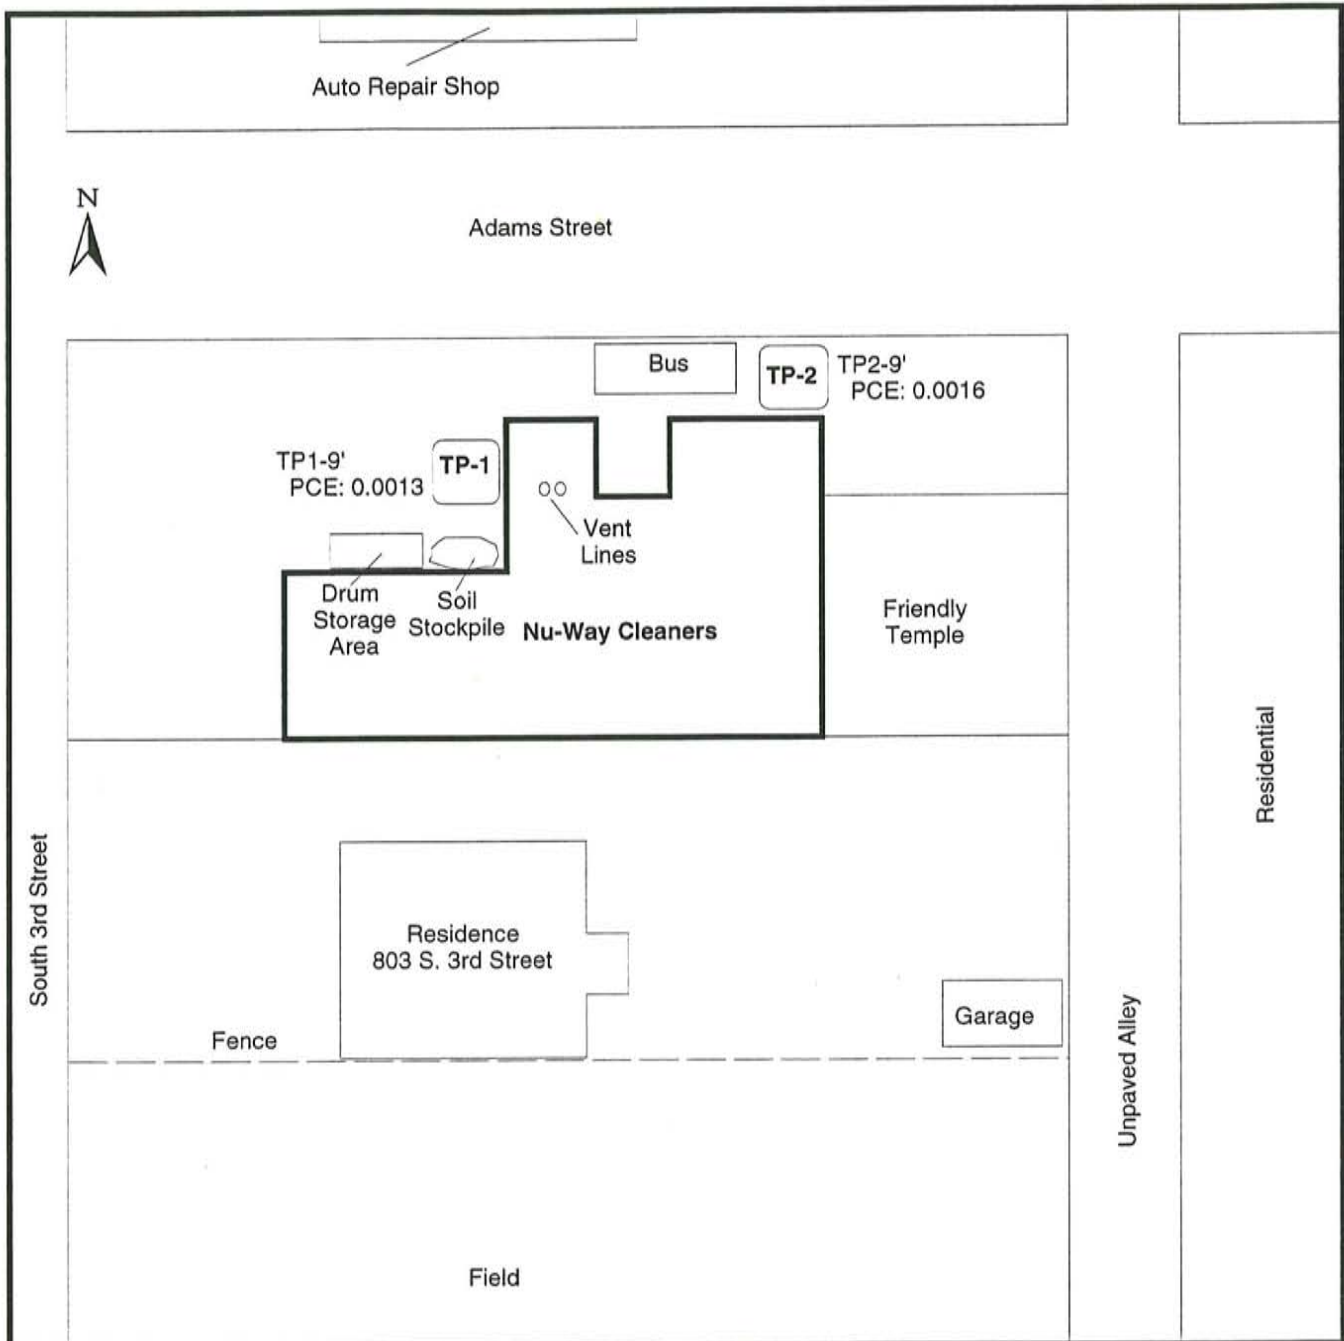 Auto Repair Shop
N
Adams Street
Bus
TP-2
TP2-9'
PCE: 0.0016
TP1-9'
PCE: 0.0013
TP-1
Vent
Lines
Drum
Storage
Area
Soil
Stockpile
Nu-Way Cleaners
Friendly
Temple
Residential
South 3rd Street
Residence
803 S. 3rd Street
Garage
Fence
Unpaved Alley
Field